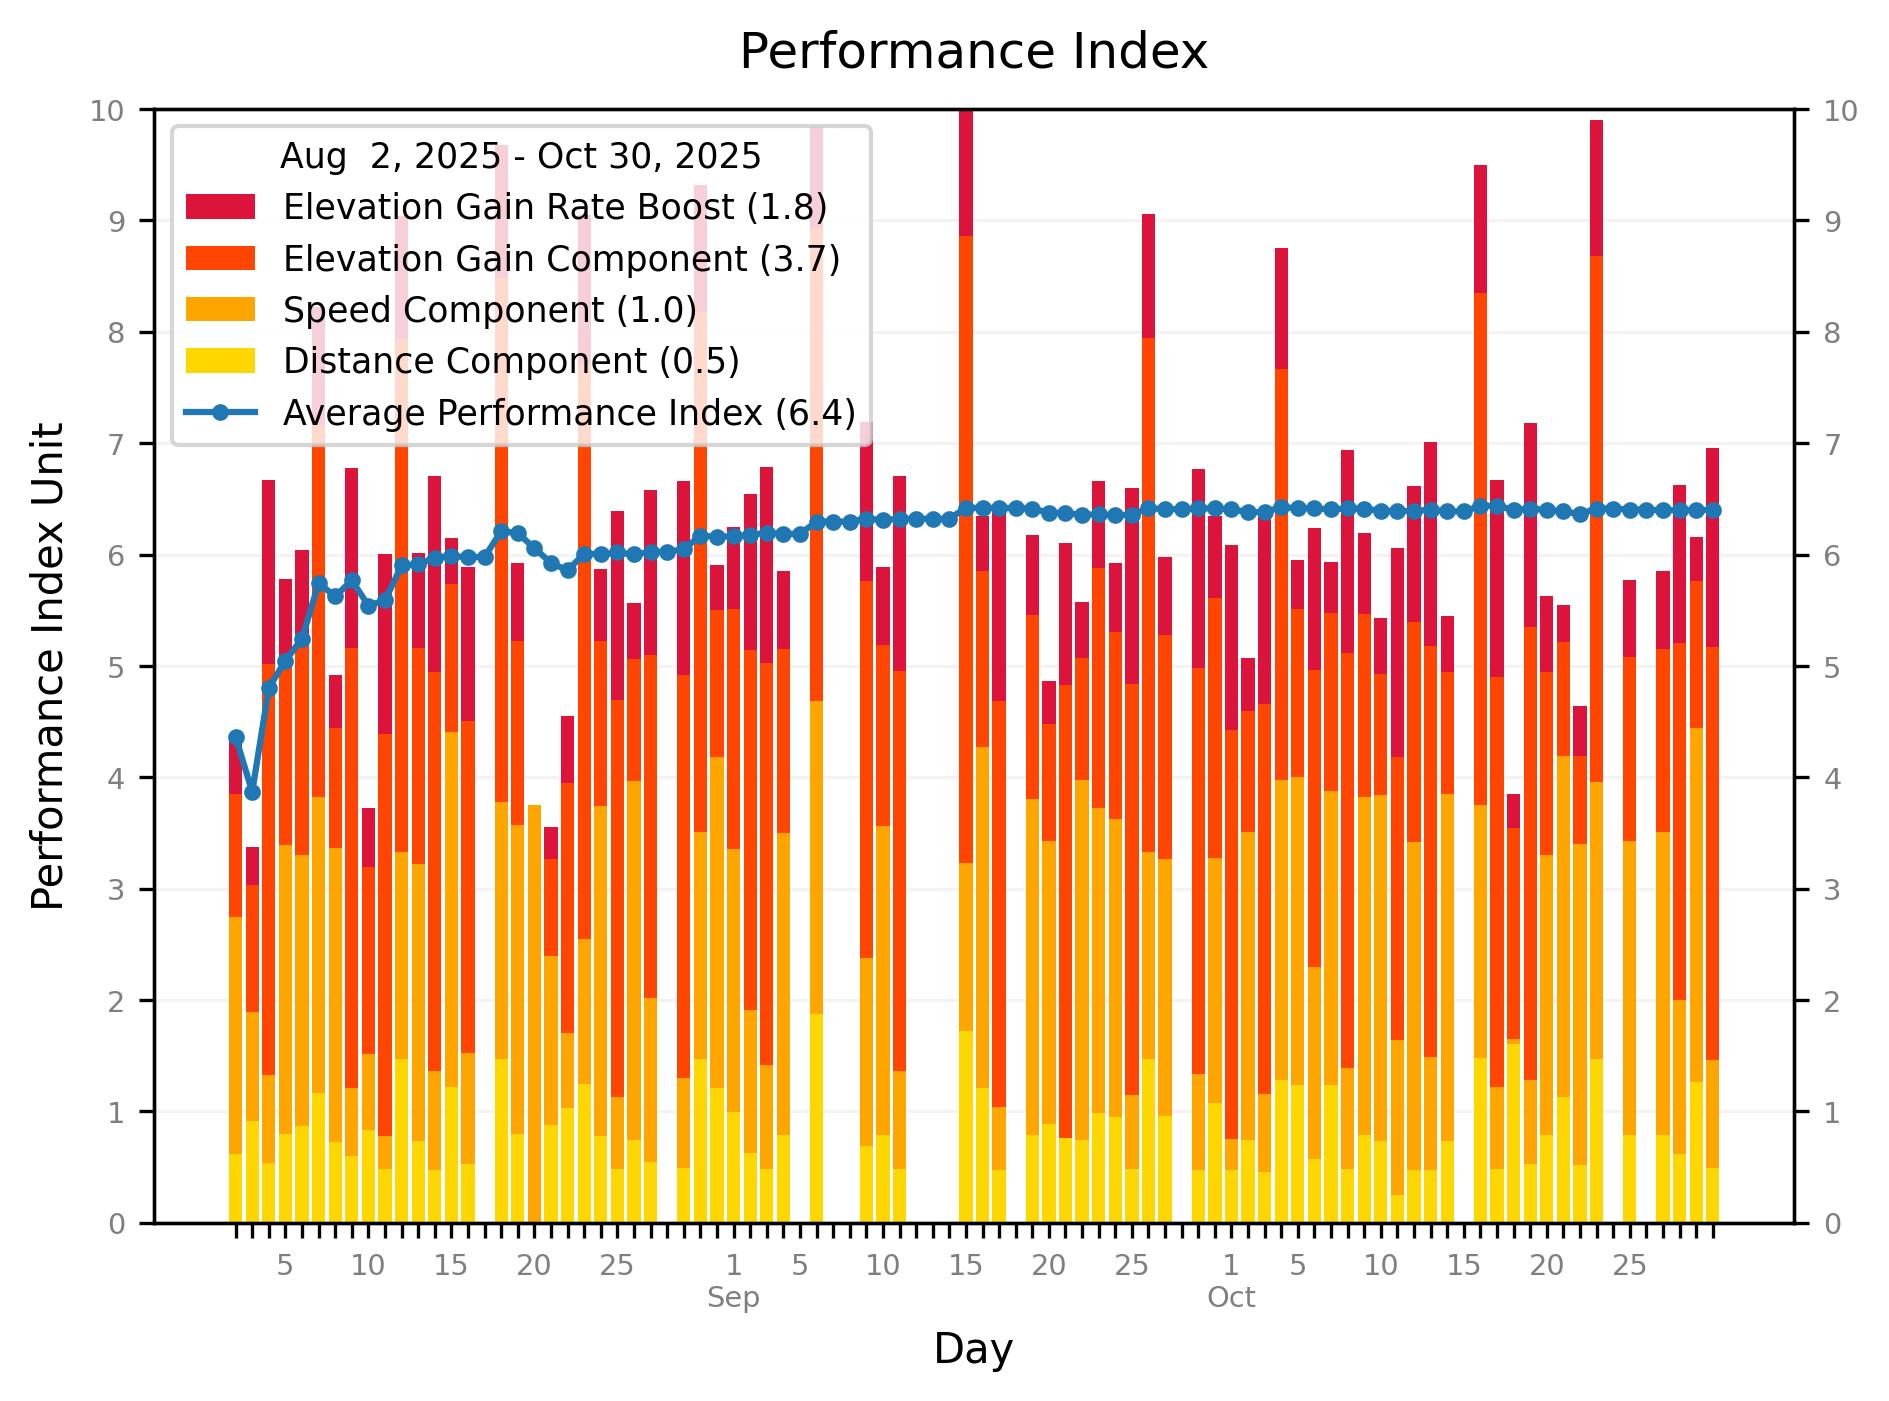 Performance Index
Aug  2, 2025 - Oct 30, 2025
Elevation Gain Rate Boost (1.8)
Elevation Gain Component (3.7)
Speed Component (1.0)
Distance Component (0.5)
Average Performance Index (6.4)
Performance Index Unit
10
9
8
7
6
5
4
3
2
1
0
10
9
8
7
6
5
4
3
2
1
0
5 10 15 20 25 1 5 10 15 20 25 1 5 10 15 20 25
Sep Oct
Day